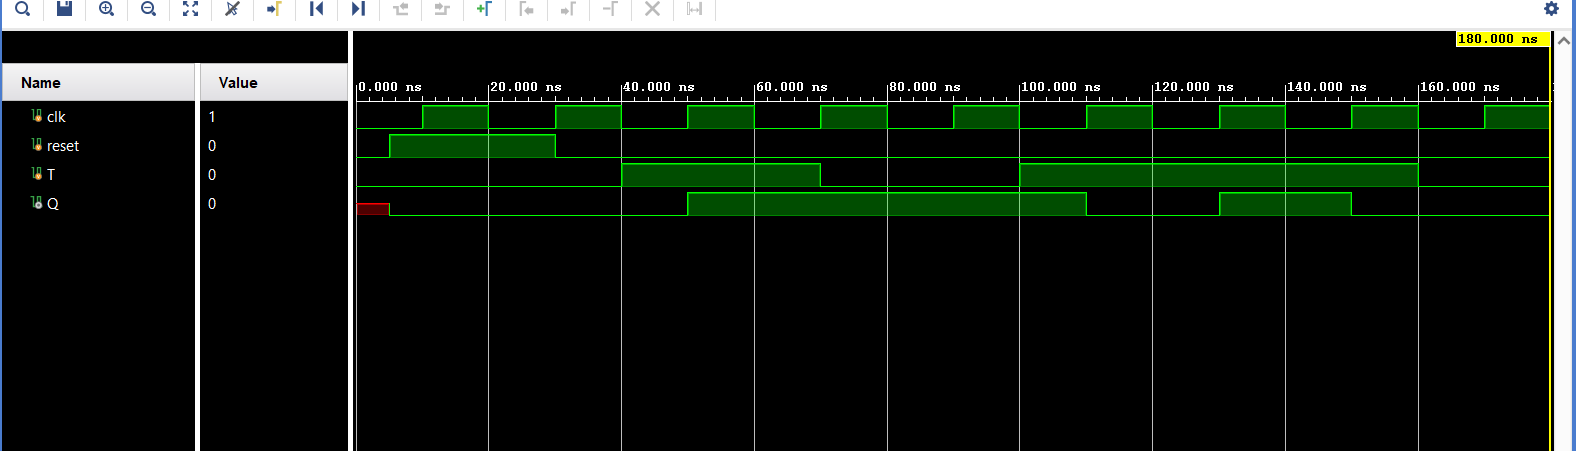 180.000 ns
Name Value
0.000 ns 20.000 ns 40.000 ns 60.000 ns 80.000 ns 100.000 ns 120.000 ns 140.000 ns 160.000 ns
clk 1
reset 0
T 0
Q 0